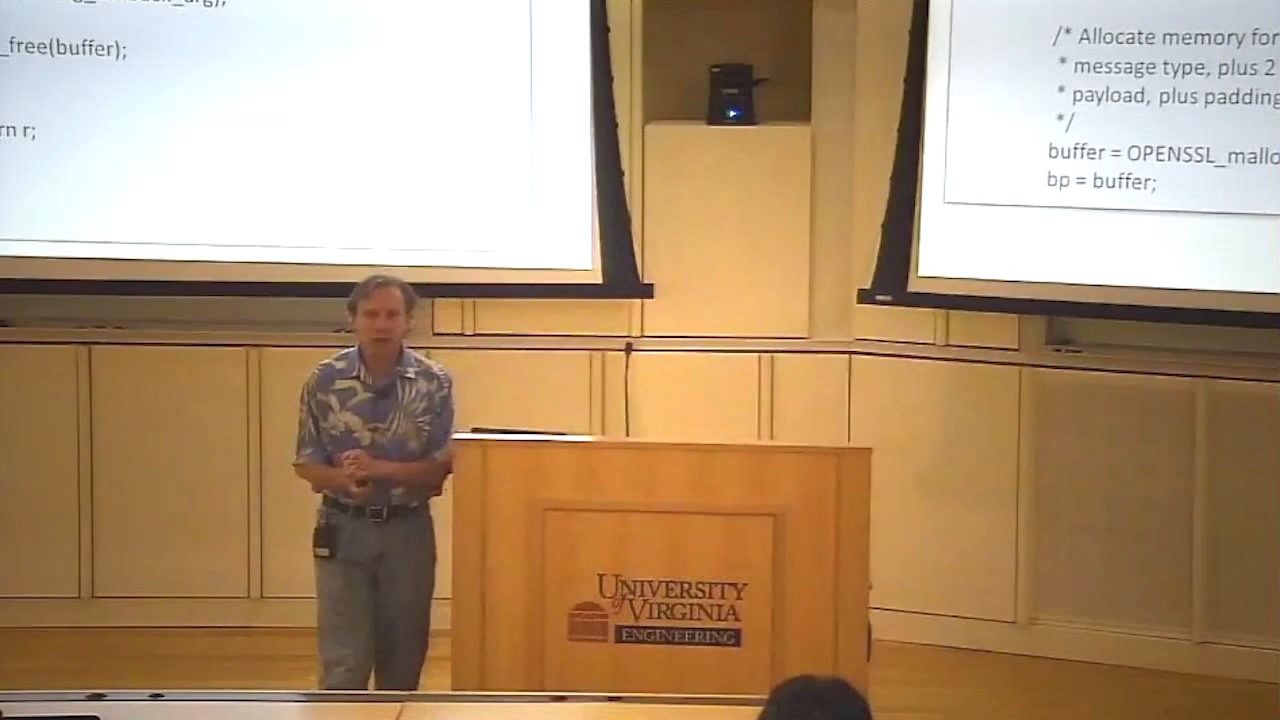 _free(buffer);
rn r;
/* Allocate memory for
* message type, plus 2
* payload, plus padding
*/
buffer = OPENSSL_mallo
bp = buffer;
UNIVERSITY
of VIRGINIA
ENGINEERING